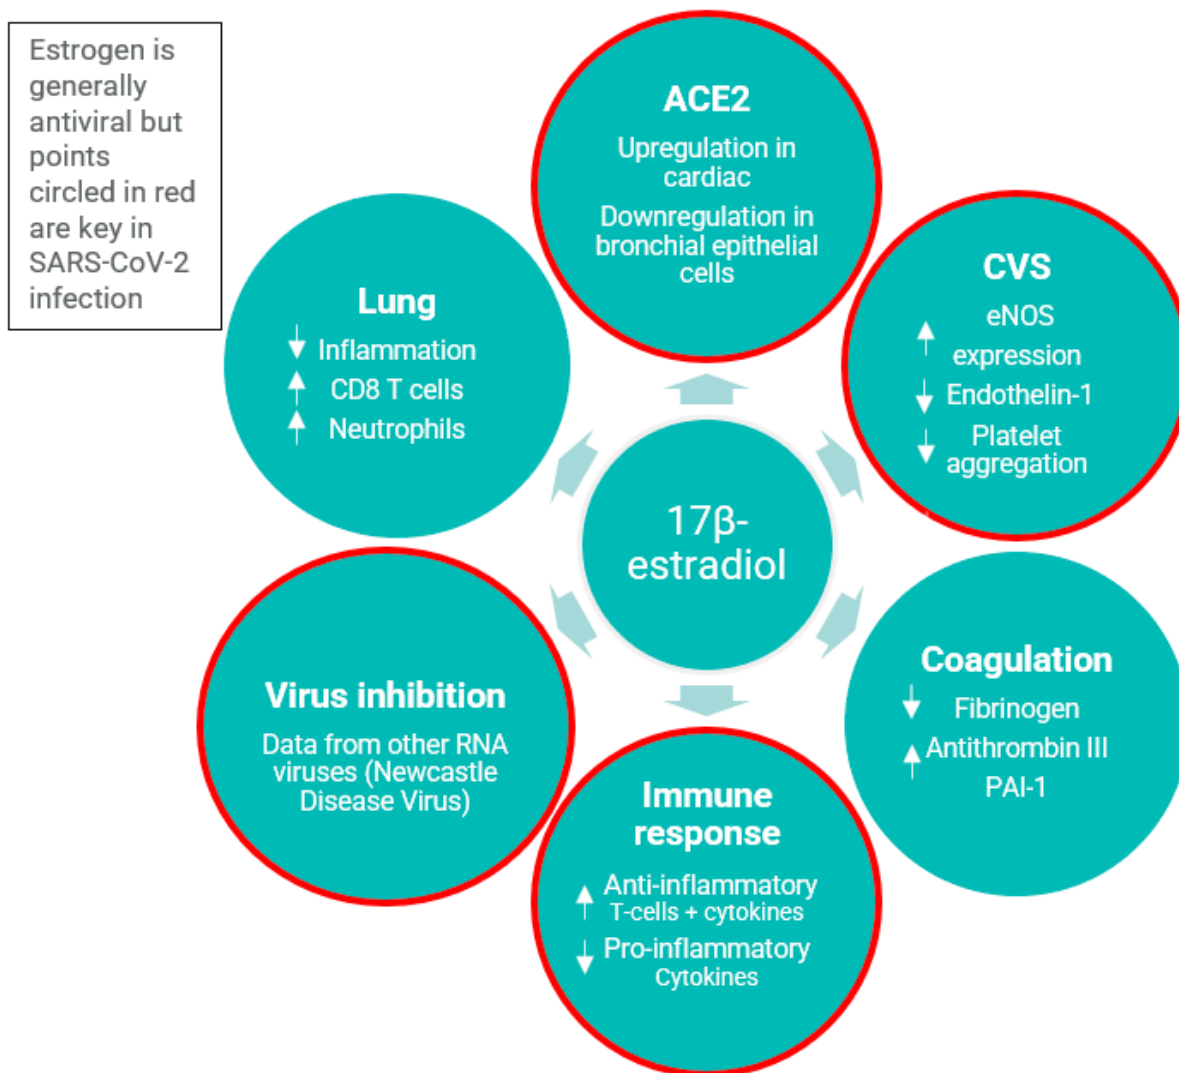 Estrogen is
generally
antiviral but
points
circled in red
are key in
SARS-CoV-2
infection
ACE2
Upregulation in
cardiac
Downregulation in
bronchial epithelial
cells
CVS
↑ eNOS
expression
↓ Endothelin-1
↓ Platelet
aggregation
Lung
↓ Inflammation
↑ CD8 T cells
↑ Neutrophils
17β-
estradiol
Coagulation
↓ Fibrinogen
↑ Antithrombin III
PAI-1
Virus inhibition
Data from other RNA
viruses (Newcastle
Disease Virus)
Immune
response
↑ Anti-inflammatory
T-cells + cytokines
↓ Pro-inflammatory
Cytokines